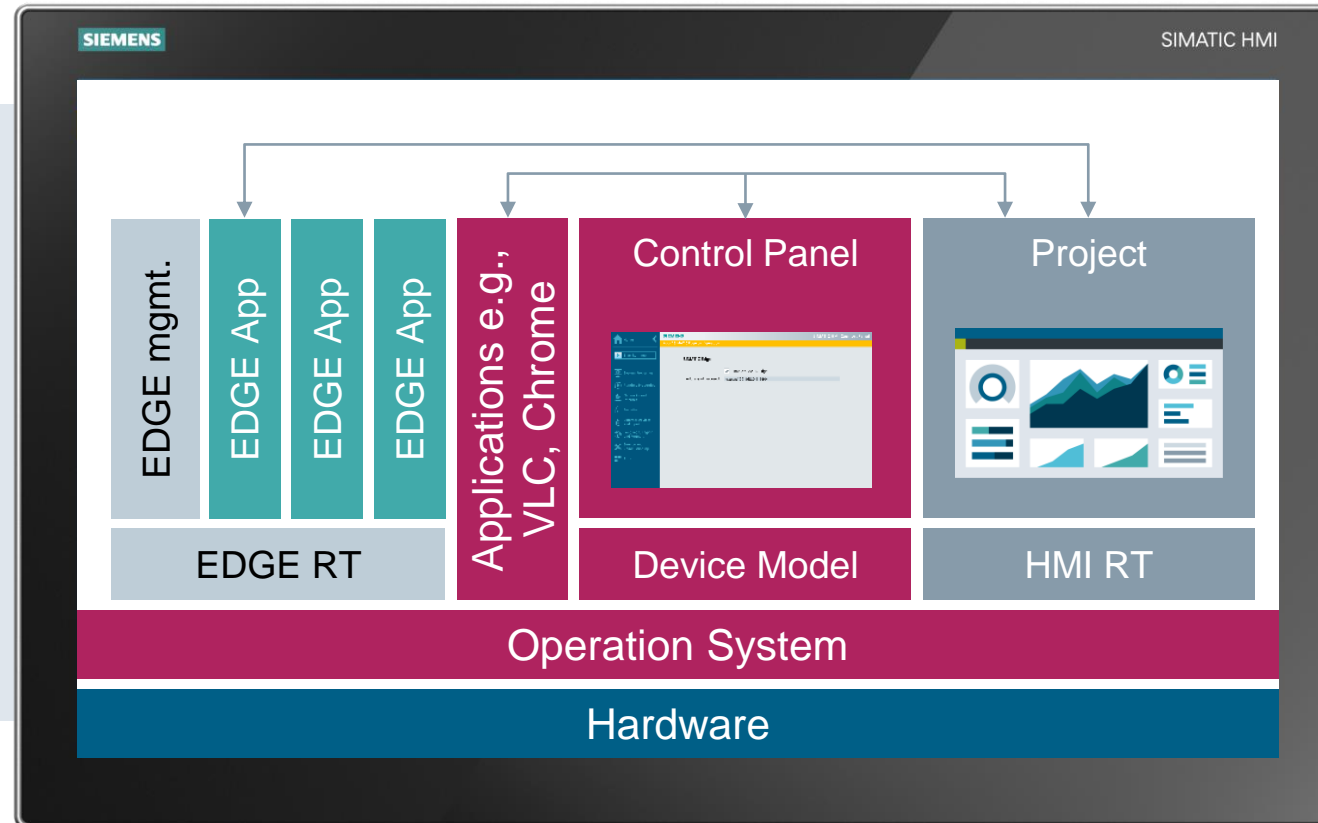 SIEMENS
SIMATIC HMI
EDGE mgmt.
EDGE App
EDGE App
EDGE App
Applications e.g.,
VLC, Chrome
Control Panel
Project
EDGE RT
Device Model
HMI RT
Operation System
Hardware